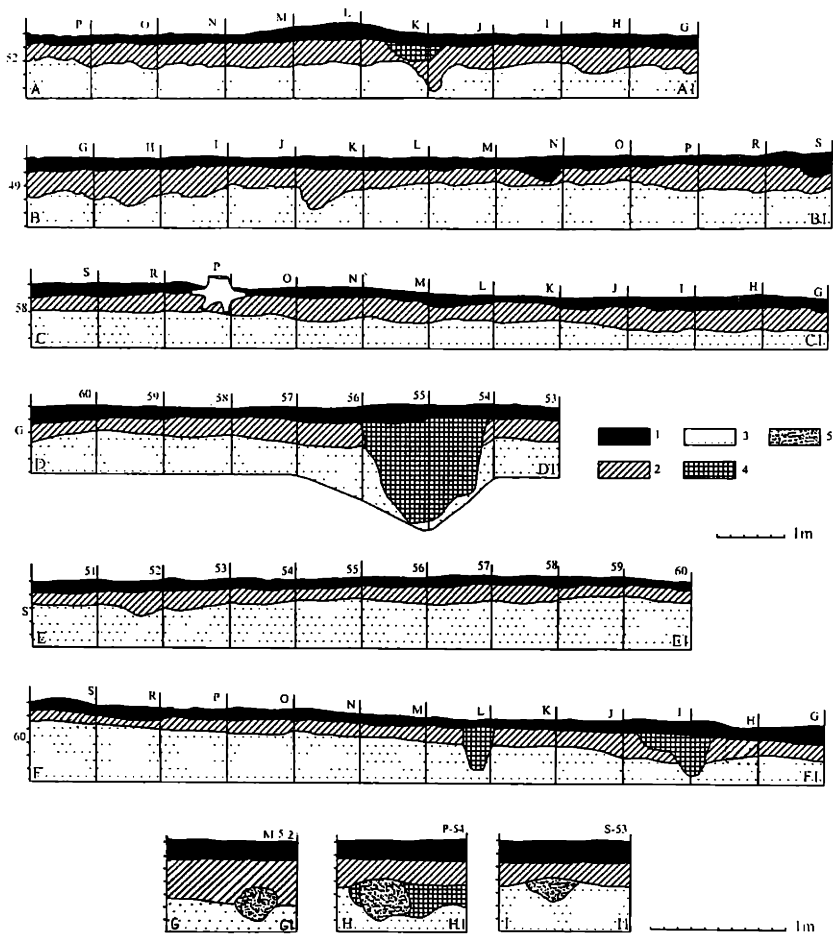 P O N M L K J I H G
52
A A1
G H I J K L M N O P R S
49
B B1
S R P O N M L K J I H G
58
C C1
60 59 58 57 56 55 54 53
G
D D1
1 3 5
2 4
1m
51 52 53 54 55 56 57 58 59 60
S
E E1
S R P O N M L K J I H G
60
F F1
M-52 P-54 S-53
G G1 H H1 I I1
1m